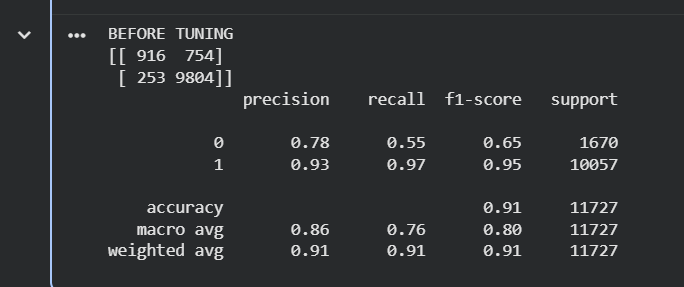 BEFORE TUNING
[[ 916 754]
[ 253 9804]]
precision recall f1-score support
0 0.78 0.55 0.65 1670
1 0.93 0.97 0.95 10057
accuracy 0.91 11727
macro avg 0.86 0.76 0.80 11727
weighted avg 0.91 0.91 0.91 11727